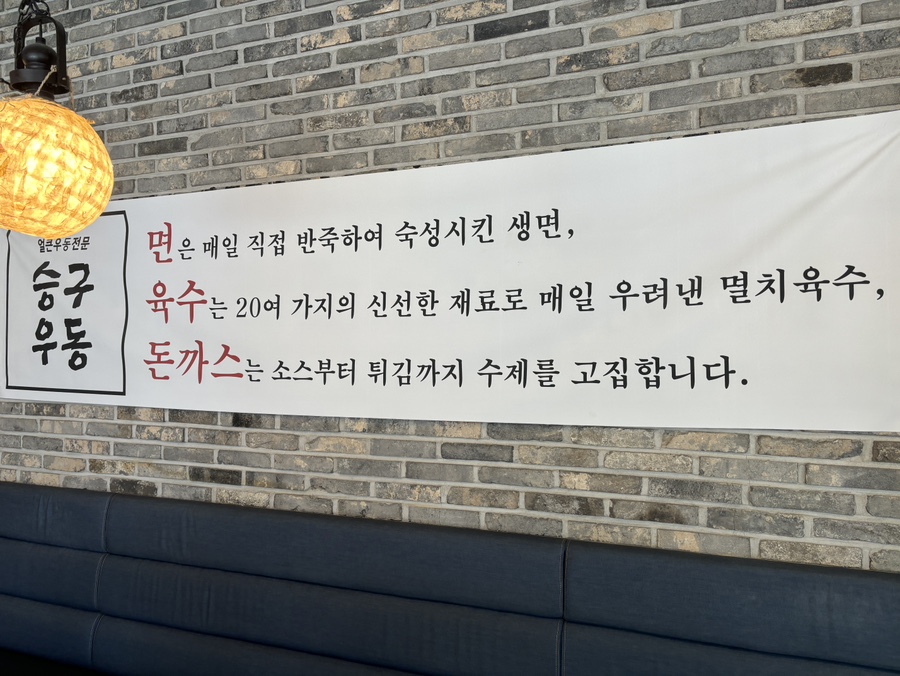 얼큰우동전문
승구
우동
면은 매일 직접 반죽하여 숙성시킨 생면,
육수는 20여 가지의 신선한 재료로 매일 우려낸 멸치육수,
돈까스는 소스부터 튀김까지 수제를 고집합니다.